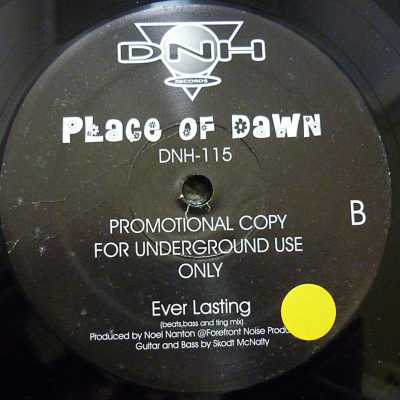 DNH
RECORDS
PLace OF DaWN
DNH-115
PROMOTIONAL COPY
FOR UNDERGROUND USE
ONLY
B
Ever Lasting
(beats,bass and ting mix)
Produced by Noel Nanton @Forefront Noise
Guitar and Bass by Skodt McNalty